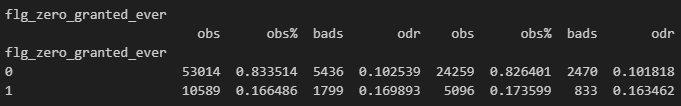 flg_zero_granted_ever
obs obs% bads odr obs obs% bads odr
flg_zero_granted_ever
0 53014 0.833514 5436 0.102539 24259 0.826401 2470 0.101818
1 10589 0.166486 1799 0.169893 5096 0.173599 833 0.163462